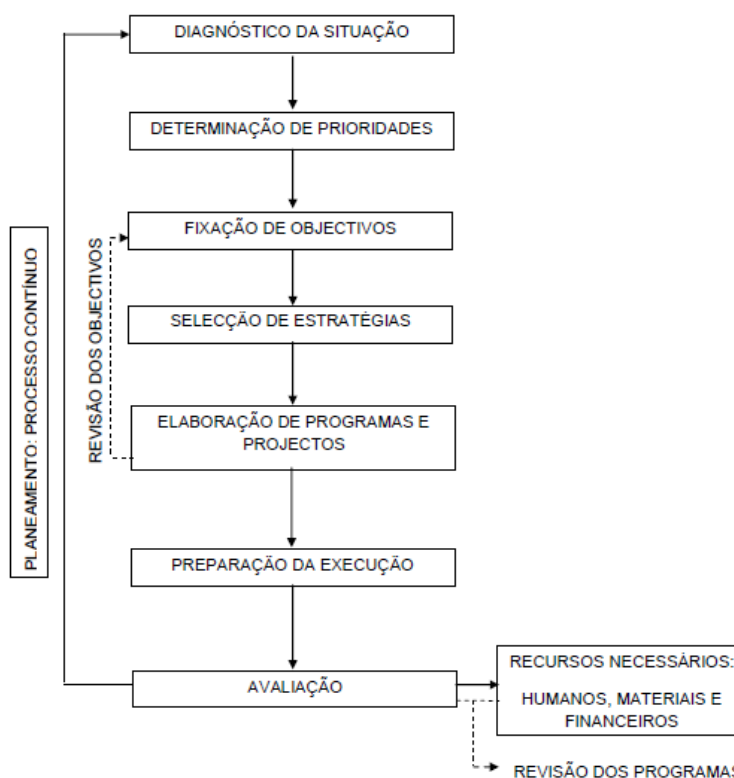 DIAGNÓSTICO DA SITUAÇÃO
DETERMINAÇÃO DE PRIORIDADES
FIXAÇÃO DE OBJECTIVOS
SELECÇÃO DE ESTRATÉGIAS
ELABORAÇÃO DE PROGRAMAS E
PROJECTOS
PREPARAÇÃO DA EXECUÇÃO
AVALIAÇÃO
PLANEAMENTO: PROCESSO CONTÍNUO
REVISÃO DOS OBJECTIVOS
RECURSOS NECESSÁRIOS:
HUMANOS, MATERIAIS E
FINANCEIROS
REVISÃO DOS PROGRAMAS